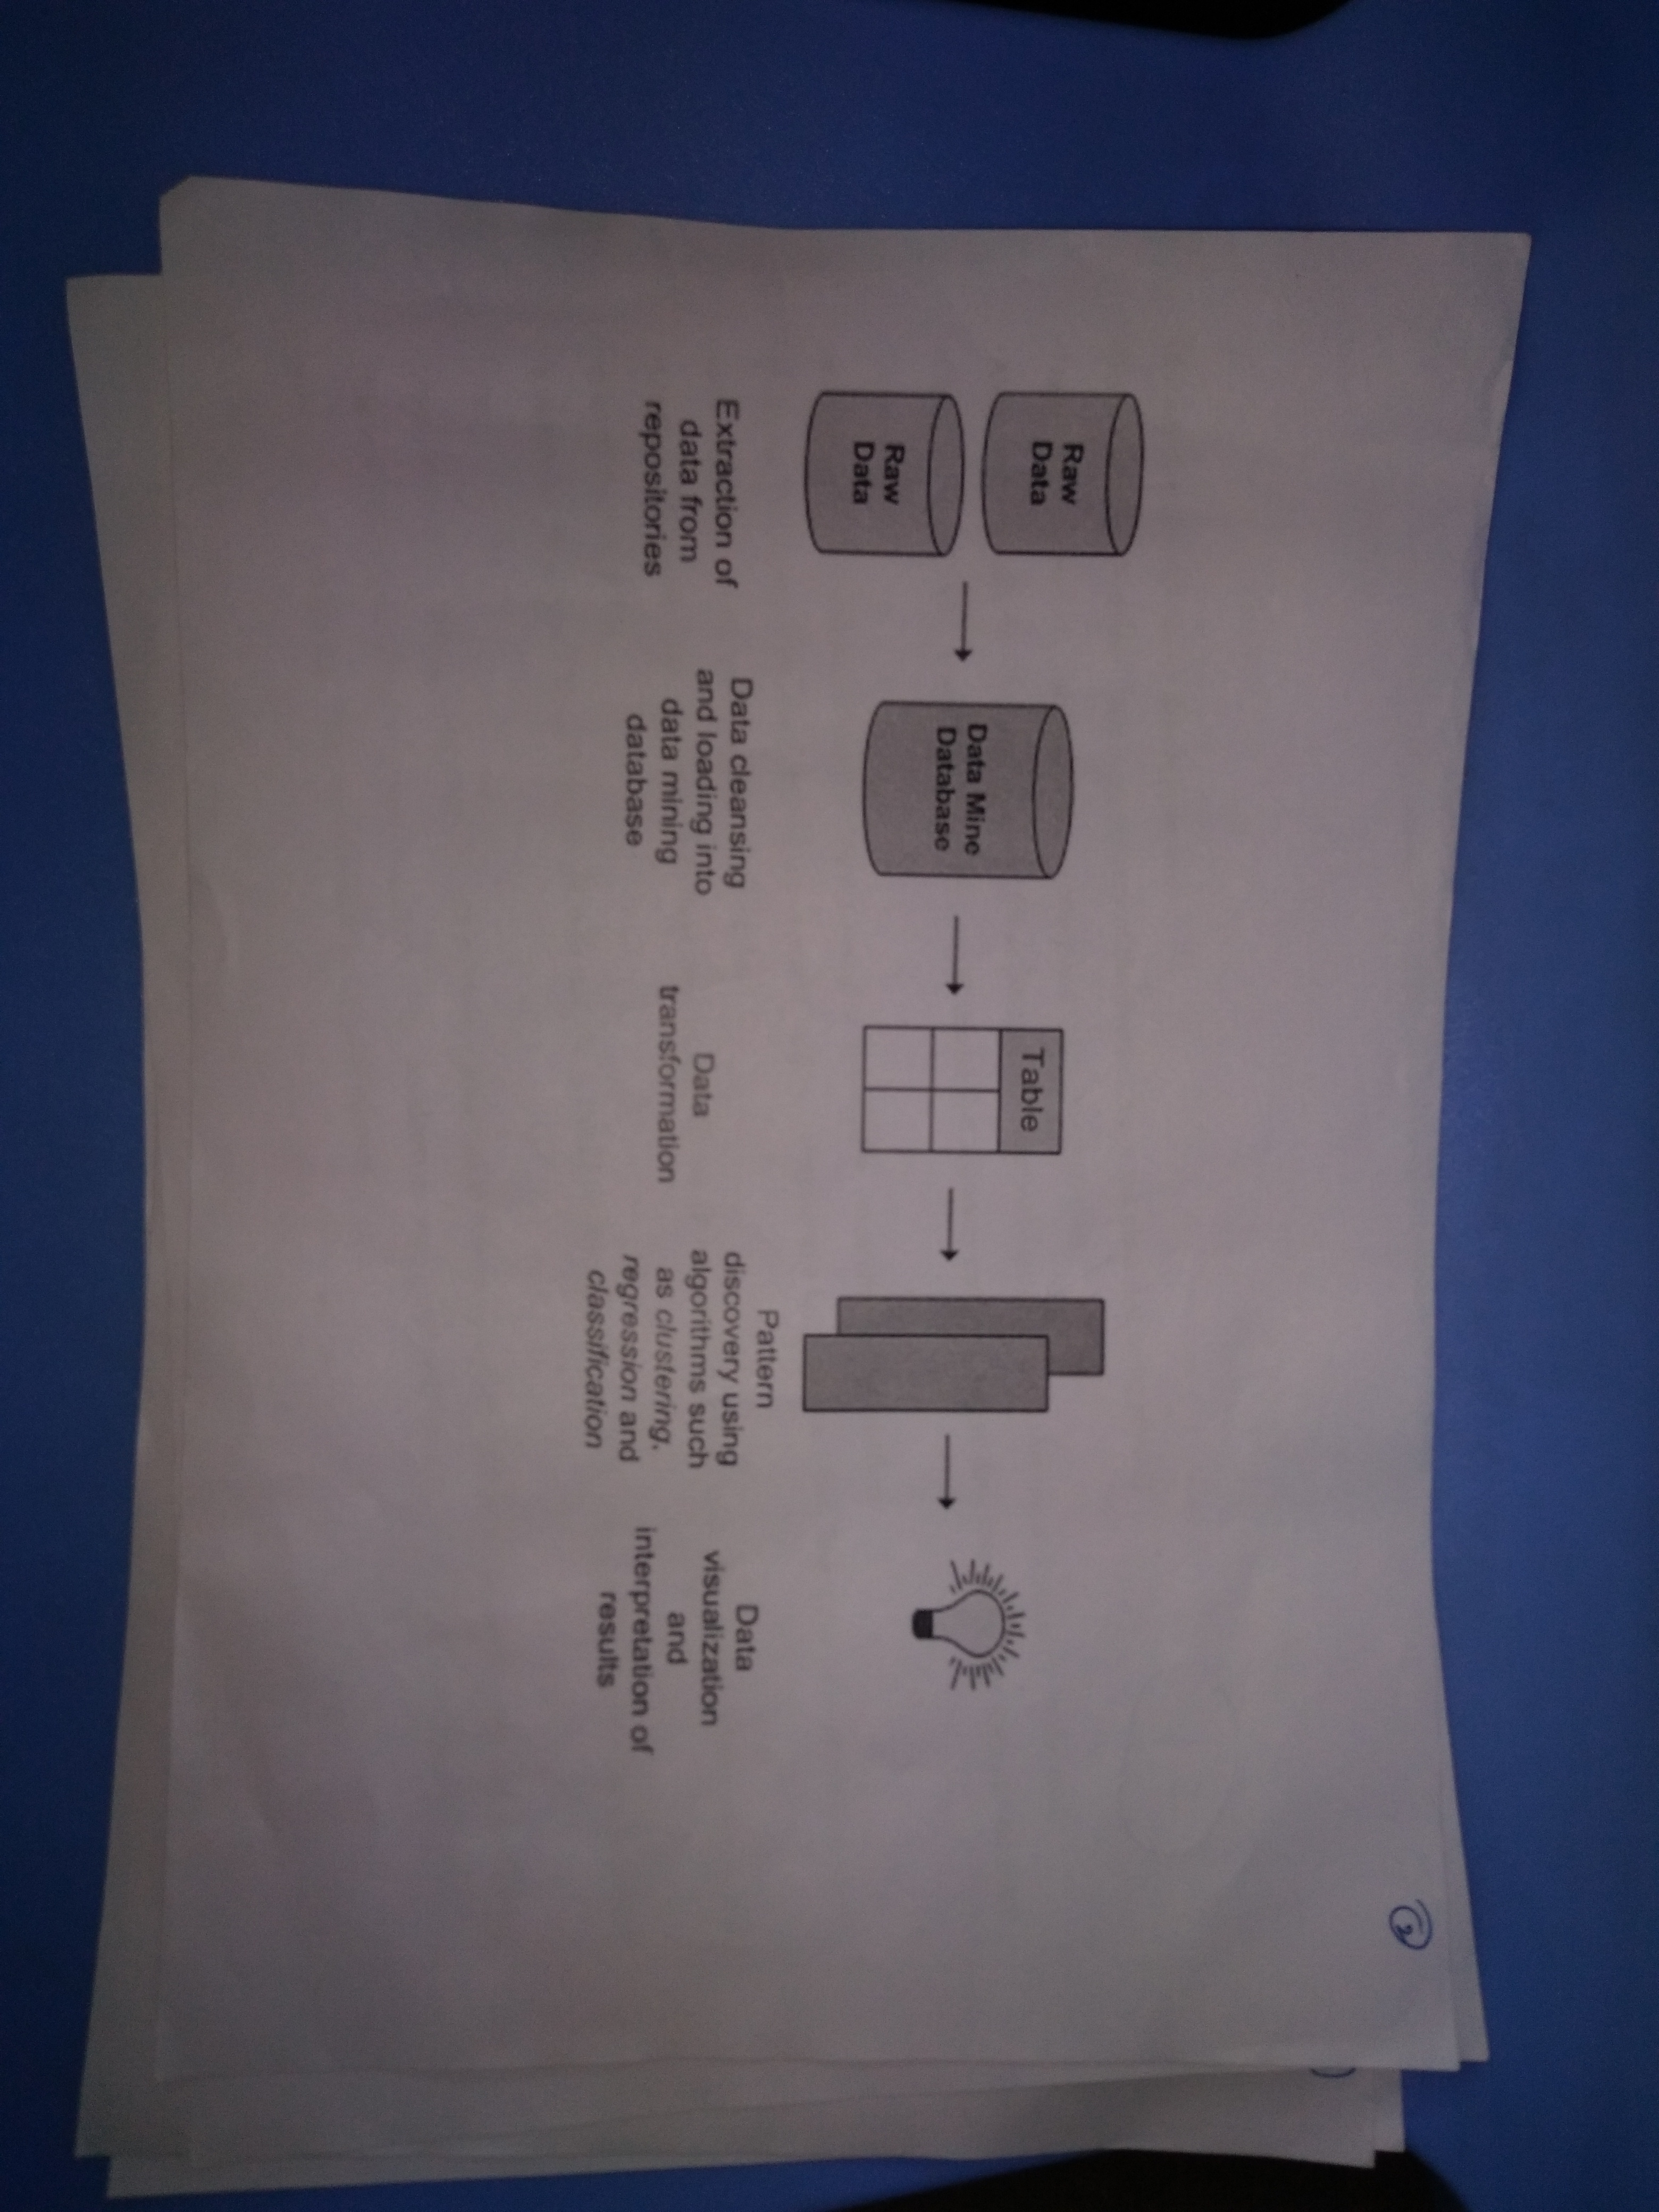 2
Raw
Data
Raw
Data
Data Mine
Database
Table
Extraction of
data from
repositories
Data cleansing
and loading into
data mining
database
Data
transformation
Pattern
discovery using
algorithms such
as clustering,
regression and
classification
Data
visualization
and
interpretation of
results